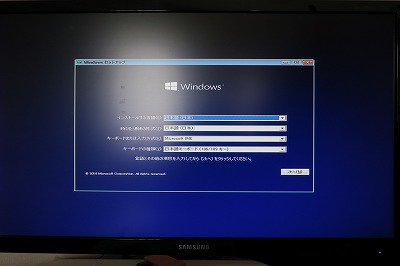 Windows セットアップ
Windows
インストールする言語(E): 日本語 (日本)
時刻と通貨の形式(T): 日本語 (日本)
キーボードまたは入力方式(K): Microsoft IME
キーボードの種類(C): 日本語キーボード (106/109 キー)
言語とその他の項目を入力してから [次へ] をクリックしてください。
Microsoft Corporation. All rights reserved.
次へ(N)
SAMSUNG